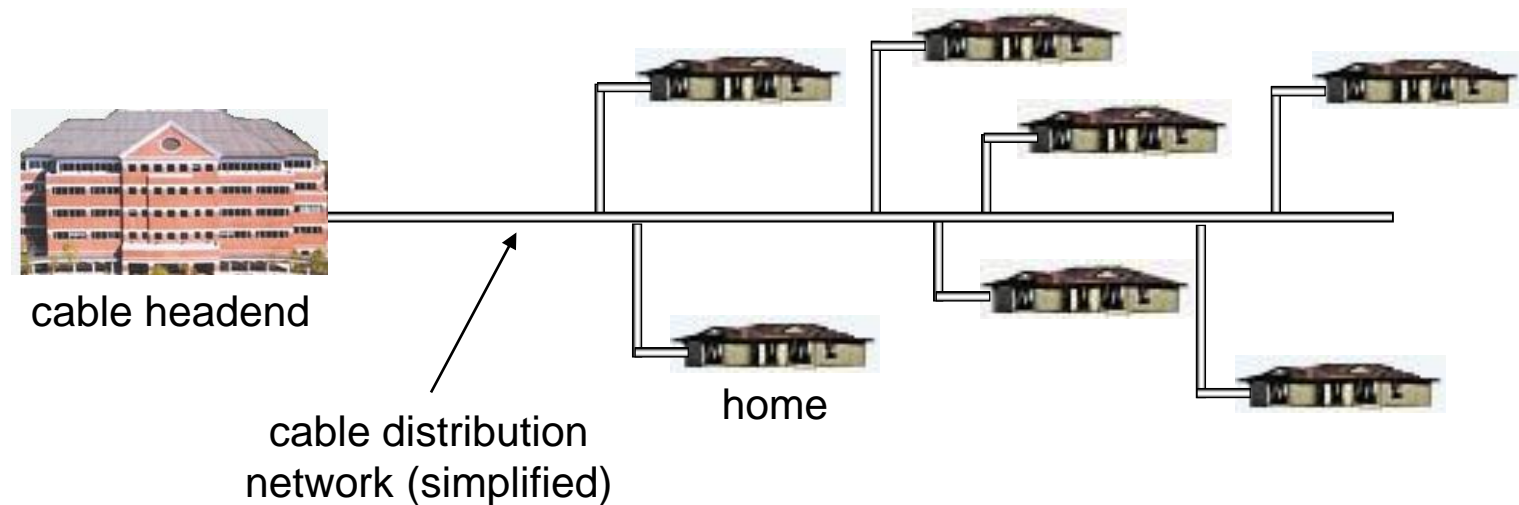 cable headend
home
cable distribution
network (simplified)